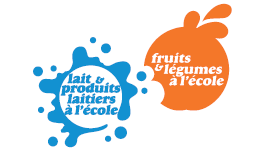 lait &
produits
laitiers
à l'école
fruits
& légumes
à l'école